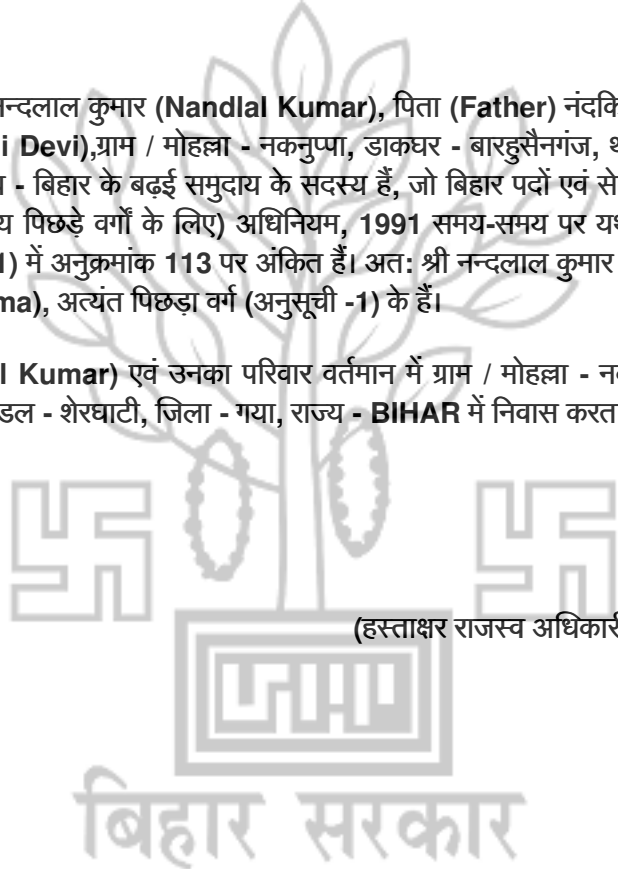 नन्दलाल कुमार (Nandlal Kumar), पिता (Father) नंदकि
i Devi),ग्राम / मोहल्ला - नकनुप्पा, डाकघर - बारहुसैनगंज, थ
- बिहार के बढ़ई समुदाय के सदस्य हैं, जो बिहार पदों एवं से
य पिछड़े वर्गों के लिए) अधिनियम, 1991 समय-समय पर यथ
1) में अनुक्रमांक 113 पर अंकित हैं। अत: श्री नन्दलाल कुमार
ma), अत्यंत पिछड़ा वर्ग (अनुसूची -1) के हैं।
l Kumar) एवं उनका परिवार वर्तमान में ग्राम / मोहल्ला - न
डल - शेरघाटी, जिला - गया, राज्य - BIHAR में निवास करत
(हस्ताक्षर राजस्व अधिकारी
बिहार सरकार